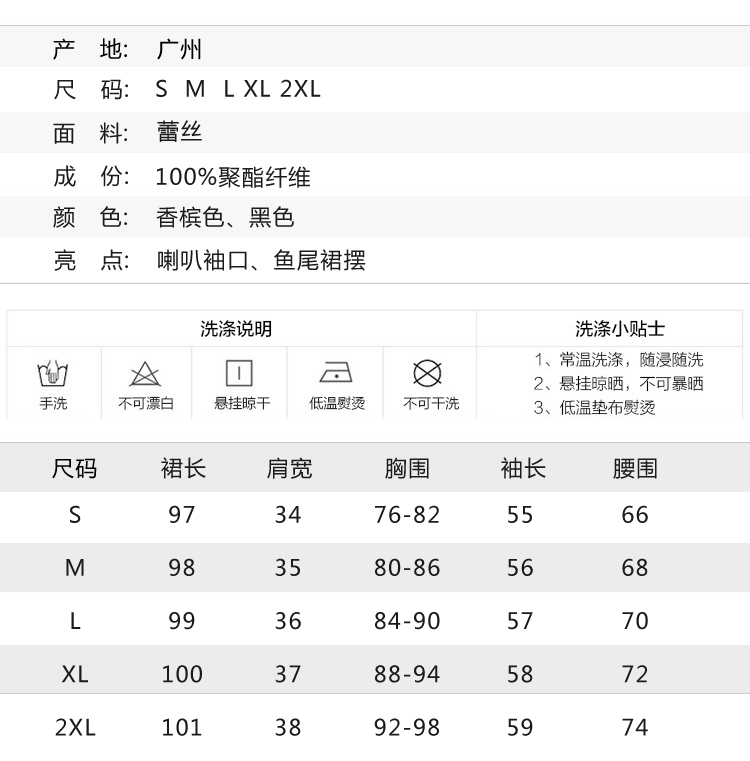 产 地: 广州
尺 码: S M L XL 2XL
面 料: 蕾丝
成 份: 100%聚酯纤维
颜 色: 香槟色、黑色
亮 点: 喇叭袖口、鱼尾裙摆
洗涤说明 洗涤小贴士
手洗 不可漂白 悬挂晾干 低温熨烫 不可干洗
1、常温洗涤，随浸随洗
2、悬挂晾晒，不可暴晒
3、低温垫布熨烫
尺码 裙长 肩宽 胸围 袖长 腰围
S 97 34 76-82 55 66
M 98 35 80-86 56 68
L 99 36 84-90 57 70
XL 100 37 88-94 58 72
2XL 101 38 92-98 59 74